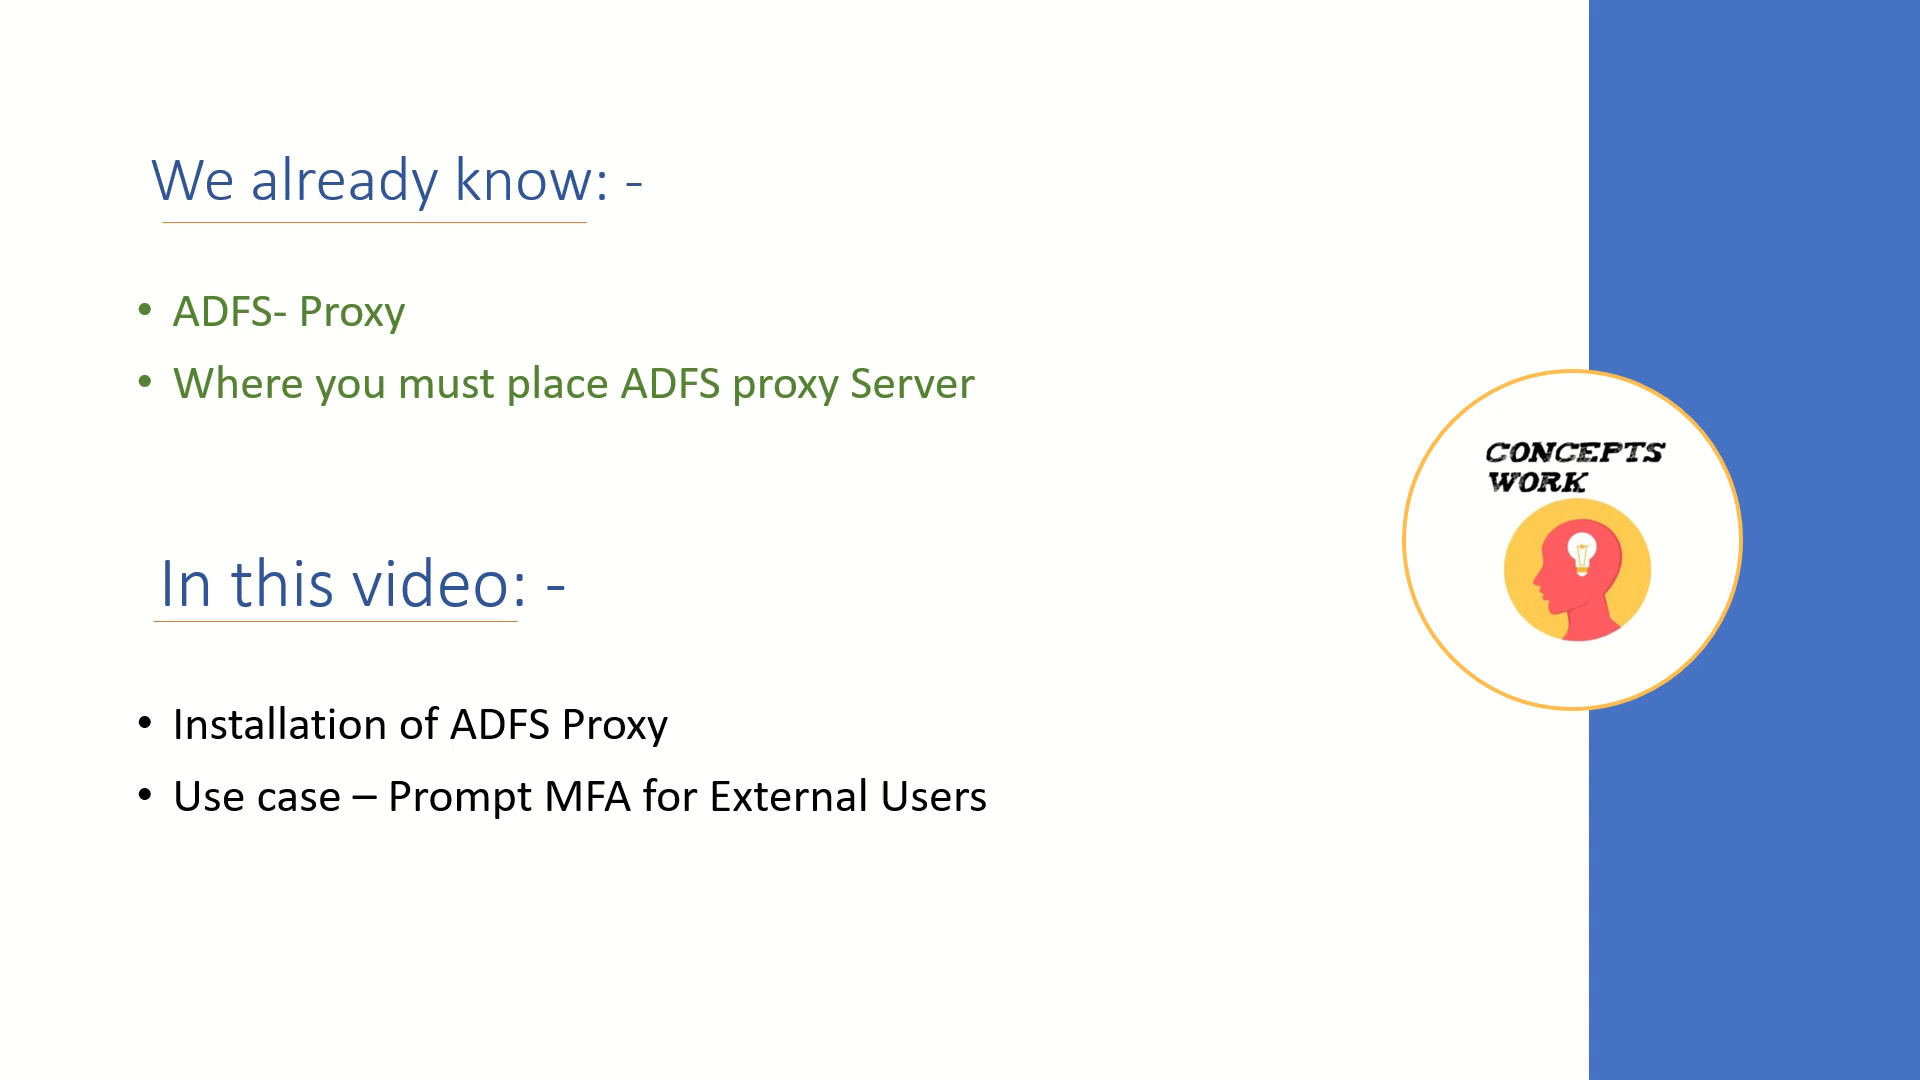 We already know: -
• ADFS- Proxy
• Where you must place ADFS proxy Server
CONCEPTS
WORK
In this video: -
• Installation of ADFS Proxy
• Use case – Prompt MFA for External Users